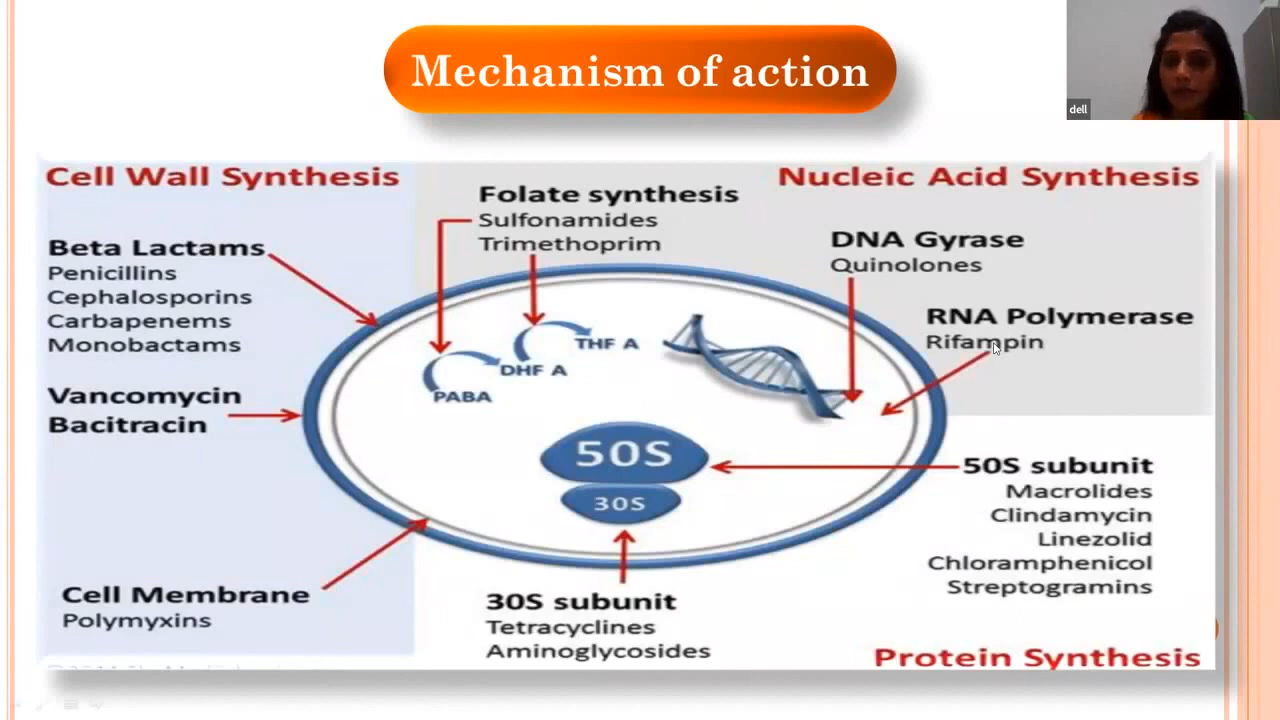 Mechanism of action
dell
Cell Wall Synthesis
Beta Lactams
Penicillins
Cephalosporins
Carbapenems
Monobactams
Vancomycin
Bacitracin
Cell Membrane
Polymyxins
Folate synthesis
Sulfonamides
Trimethoprim
PABA
DHF A
THF A
Nucleic Acid Synthesis
DNA Gyrase
Quinolones
RNA Polymerase
Rifampin
50S
30S
50S subunit
Macrolides
Clindamycin
Linezolid
Chloramphenicol
Streptogramins
30S subunit
Tetracyclines
Aminoglycosides
Protein Synthesis